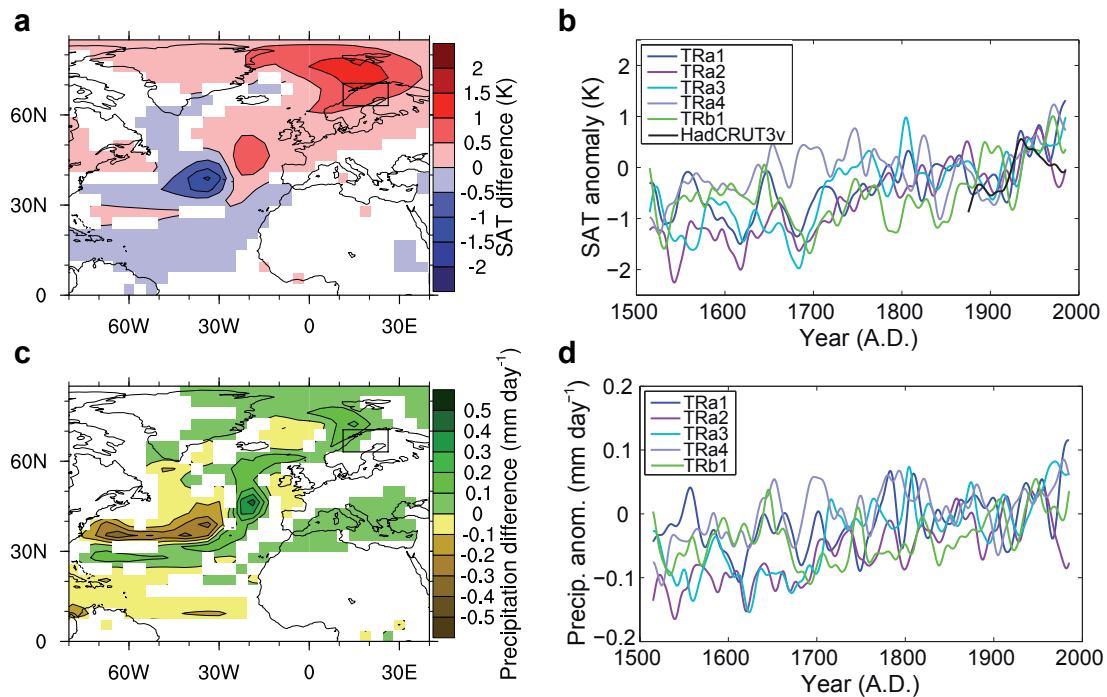 a
60N
30N
0
60W
30W
0
30E
2
1.5
1
0.5
0
-0.5
-1
-1.5
-2
SAT difference (K)
b
TRa1
TRa2
TRa3
TRa4
TRb1
HadCRUT3v
2
1
0
−1
−2
SAT anomaly (K)
1500
1600
1700
1800
1900
2000
Year (A.D.)
c
60N
30N
0
60W
30W
0
30E
0.5
0.4
0.3
0.2
0.1
0
-0.1
-0.2
-0.3
-0.4
-0.5
Precipitation difference (mm day⁻¹)
d
TRa1
TRa2
TRa3
TRa4
TRb1
0.2
0.1
0
−0.1
−0.2
Precip. anom. (mm day⁻¹)
1500
1600
1700
1800
1900
2000
Year (A.D.)